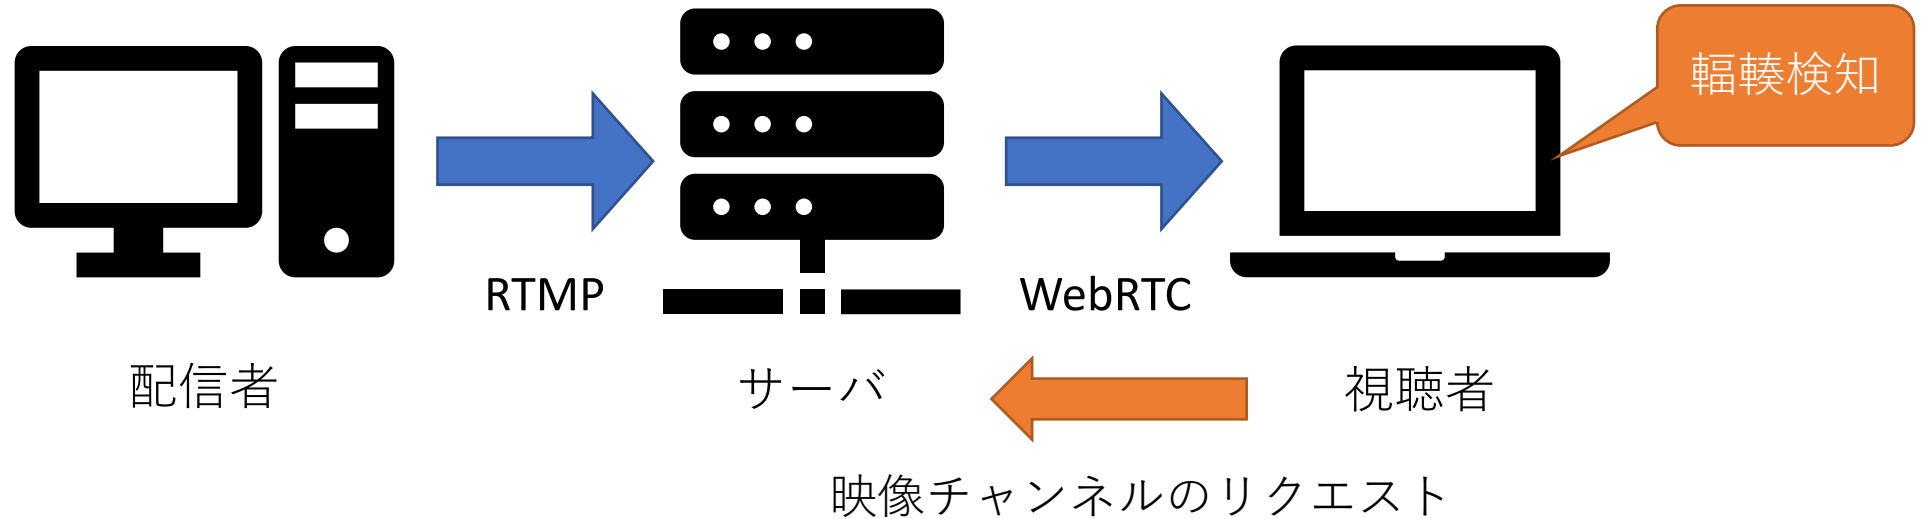 輻輳検知
RTMP
WebRTC
配信者
サーバ
視聴者
映像チャンネルのリクエスト